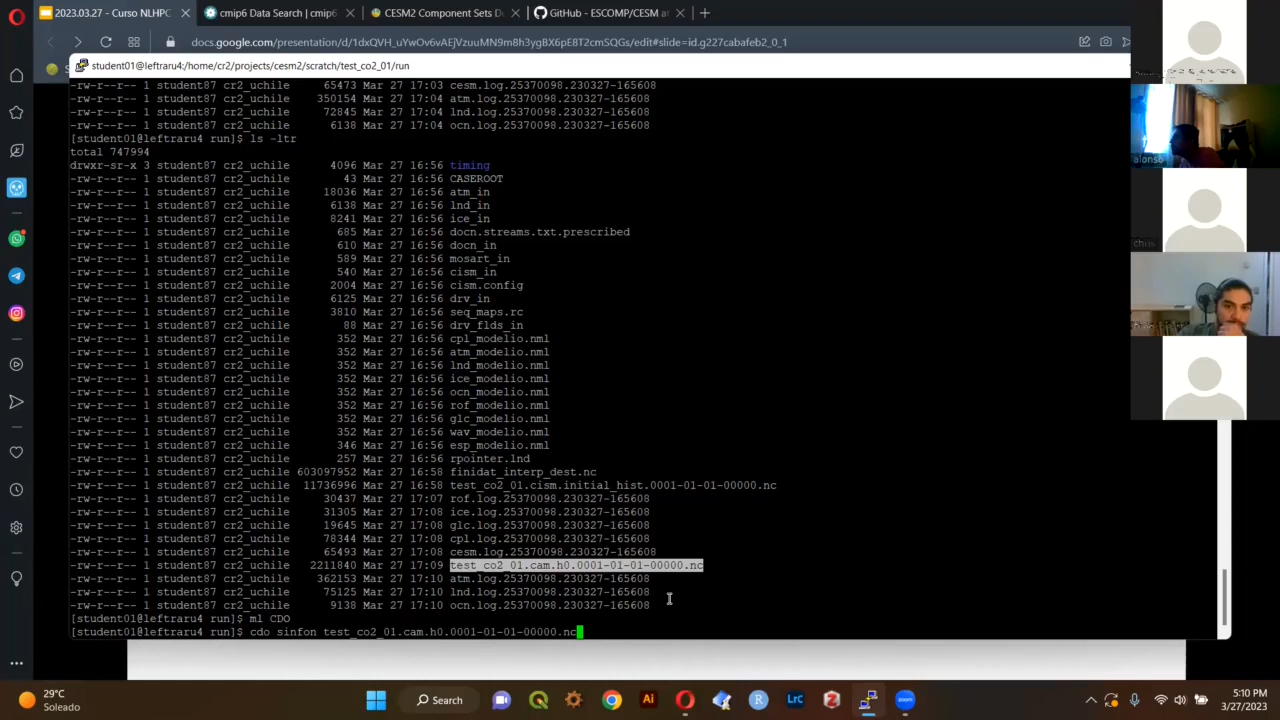 2023.03.27 - Curso NLHPC
cmip6 Data Search | cmip6
CESM2 Component Sets D
GitHub - ESCOMP/CESM at
docs.google.com/presentation/d/1dxQVH_uYwOv6vAEjVzuuMN9m8h3ygBX6pE8T2cmSQGs/edit#slide=id.g227cabafeb2_0_1
student01@leftraru4:/home/cr2/projects/cesm2/scratch/test_co2_01/run
-rw-r--r-- 1 student87 cr2_uchile 65473 Mar 27 17:03 cesm.log.25370098.230327-165608
-rw-r--r-- 1 student87 cr2_uchile 350154 Mar 27 17:04 atm.log.25370098.230327-165608
-rw-r--r-- 1 student87 cr2_uchile 72845 Mar 27 17:04 lnd.log.25370098.230327-165608
-rw-r--r-- 1 student87 cr2_uchile 6138 Mar 27 17:04 ocn.log.25370098.230327-165608
[student01@leftraru4 run]$ ls -ltr
total 747994
drwxr-sr-x 3 student87 cr2_uchile 4096 Mar 27 16:56 timing
-rw-r--r-- 1 student87 cr2_uchile 43 Mar 27 16:56 CASEROOT
-rw-r--r-- 1 student87 cr2_uchile 18036 Mar 27 16:56 atm_in
-rw-r--r-- 1 student87 cr2_uchile 6138 Mar 27 16:56 lnd_in
-rw-r--r-- 1 student87 cr2_uchile 8241 Mar 27 16:56 ice_in
-rw-r--r-- 1 student87 cr2_uchile 685 Mar 27 16:56 docn.streams.txt.prescribed
-rw-r--r-- 1 student87 cr2_uchile 610 Mar 27 16:56 docn_in
-rw-r--r-- 1 student87 cr2_uchile 589 Mar 27 16:56 mosart_in
-rw-r--r-- 1 student87 cr2_uchile 540 Mar 27 16:56 cism_in
-rw-r--r-- 1 student87 cr2_uchile 2004 Mar 27 16:56 cism.config
-rw-r--r-- 1 student87 cr2_uchile 6125 Mar 27 16:56 drv_in
-rw-r--r-- 1 student87 cr2_uchile 3810 Mar 27 16:56 seq_maps.rc
-rw-r--r-- 1 student87 cr2_uchile 88 Mar 27 16:56 drv_flds_in
-rw-r--r-- 1 student87 cr2_uchile 352 Mar 27 16:56 cpl_modelio.nml
-rw-r--r-- 1 student87 cr2_uchile 352 Mar 27 16:56 atm_modelio.nml
-rw-r--r-- 1 student87 cr2_uchile 352 Mar 27 16:56 lnd_modelio.nml
-rw-r--r-- 1 student87 cr2_uchile 352 Mar 27 16:56 ice_modelio.nml
-rw-r--r-- 1 student87 cr2_uchile 352 Mar 27 16:56 ocn_modelio.nml
-rw-r--r-- 1 student87 cr2_uchile 352 Mar 27 16:56 rof_modelio.nml
-rw-r--r-- 1 student87 cr2_uchile 352 Mar 27 16:56 glc_modelio.nml
-rw-r--r-- 1 student87 cr2_uchile 352 Mar 27 16:56 wav_modelio.nml
-rw-r--r-- 1 student87 cr2_uchile 346 Mar 27 16:56 esp_modelio.nml
-rw-r--r-- 1 student87 cr2_uchile 257 Mar 27 16:56 rpointer.lnd
-rw-r--r-- 1 student87 cr2_uchile 603097952 Mar 27 16:58 finidat_interp_dest.nc
-rw-r--r-- 1 student87 cr2_uchile 11736996 Mar 27 16:58 test_co2_01.cism.initial_hist.0001-01-01-00000.nc
-rw-r--r-- 1 student87 cr2_uchile 30437 Mar 27 17:07 rof.log.25370098.230327-165608
-rw-r--r-- 1 student87 cr2_uchile 31305 Mar 27 17:08 ice.log.25370098.230327-165608
-rw-r--r-- 1 student87 cr2_uchile 19645 Mar 27 17:08 glc.log.25370098.230327-165608
-rw-r--r-- 1 student87 cr2_uchile 78344 Mar 27 17:08 cpl.log.25370098.230327-165608
-rw-r--r-- 1 student87 cr2_uchile 65493 Mar 27 17:08 cesm.log.25370098.230327-165608
-rw-r--r-- 1 student87 cr2_uchile 2211840 Mar 27 17:09 test_co2_01.cam.h0.0001-01-01-00000.nc
-rw-r--r-- 1 student87 cr2_uchile 362153 Mar 27 17:10 atm.log.25370098.230327-165608
-rw-r--r-- 1 student87 cr2_uchile 75125 Mar 27 17:10 lnd.log.25370098.230327-165608
-rw-r--r-- 1 student87 cr2_uchile 9138 Mar 27 17:10 ocn.log.25370098.230327-165608
[student01@leftraru4 run]$ ml CDO
[student01@leftraru4 run]$ cdo sinfon test_co2_01.cam.h0.0001-01-01-00000.nc
alonso
chris
29°C
Soleado
Search
5:10 PM
3/27/2023